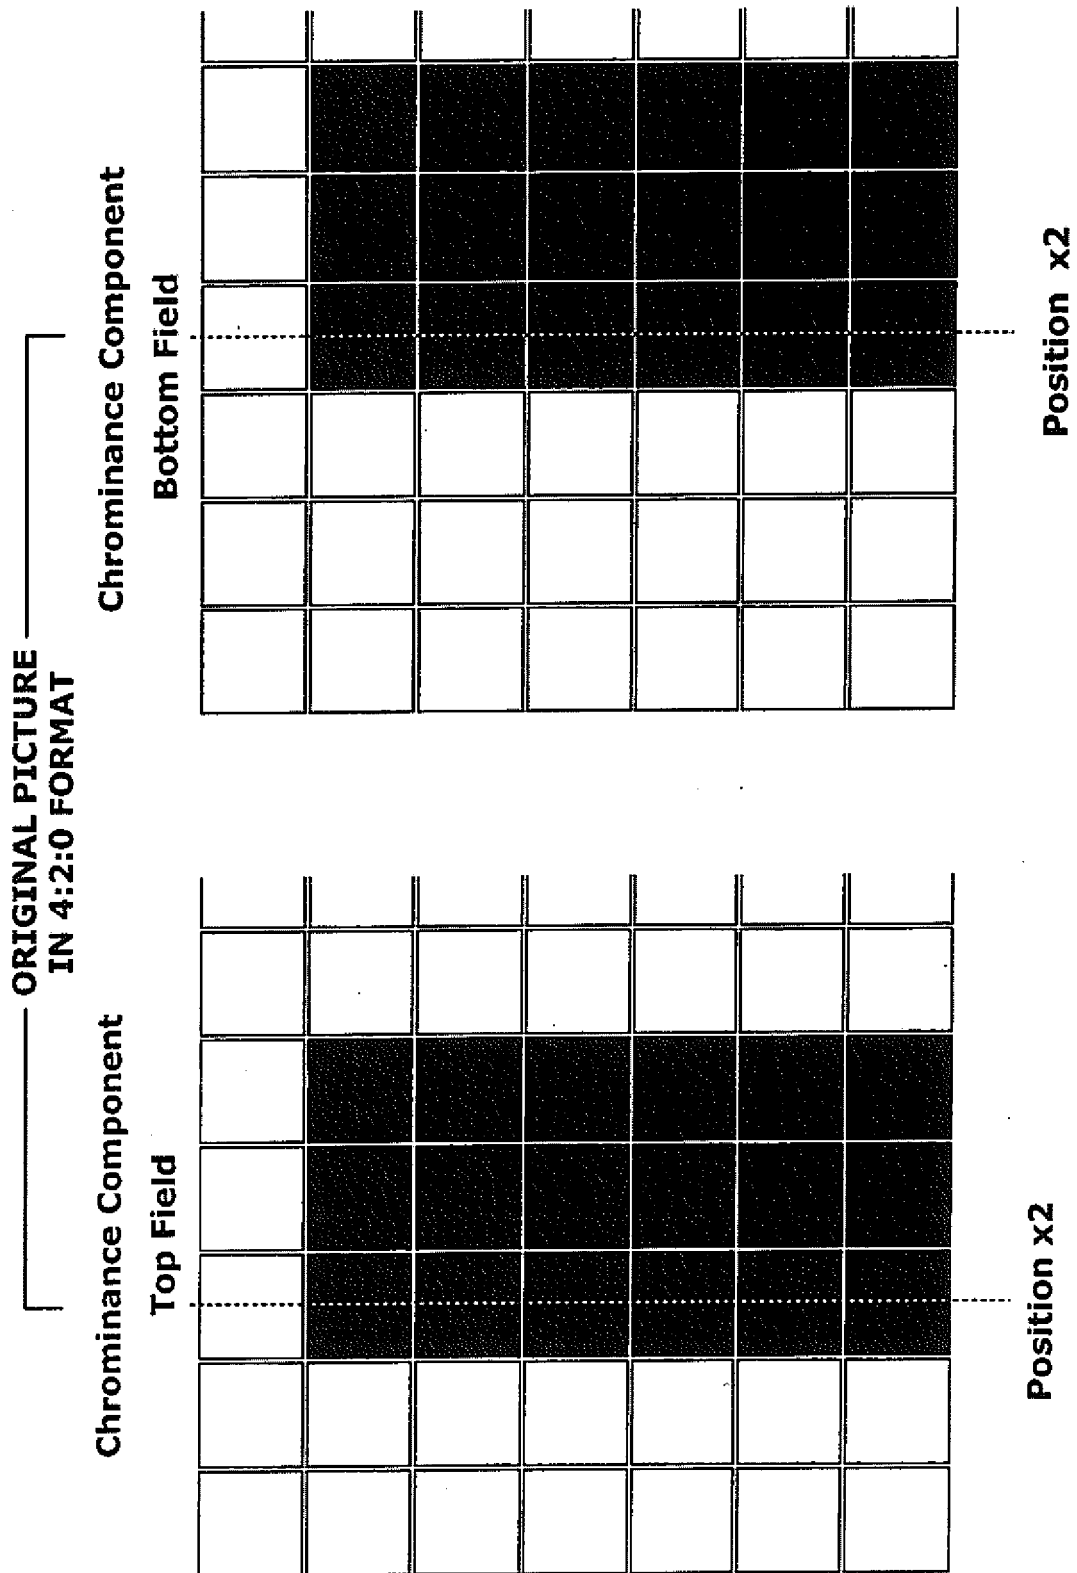 ORIGINAL PICTURE
IN 4:2:0 FORMAT
Chrominance Component
Top Field
Position x2
Chrominance Component
Bottom Field
Position x2